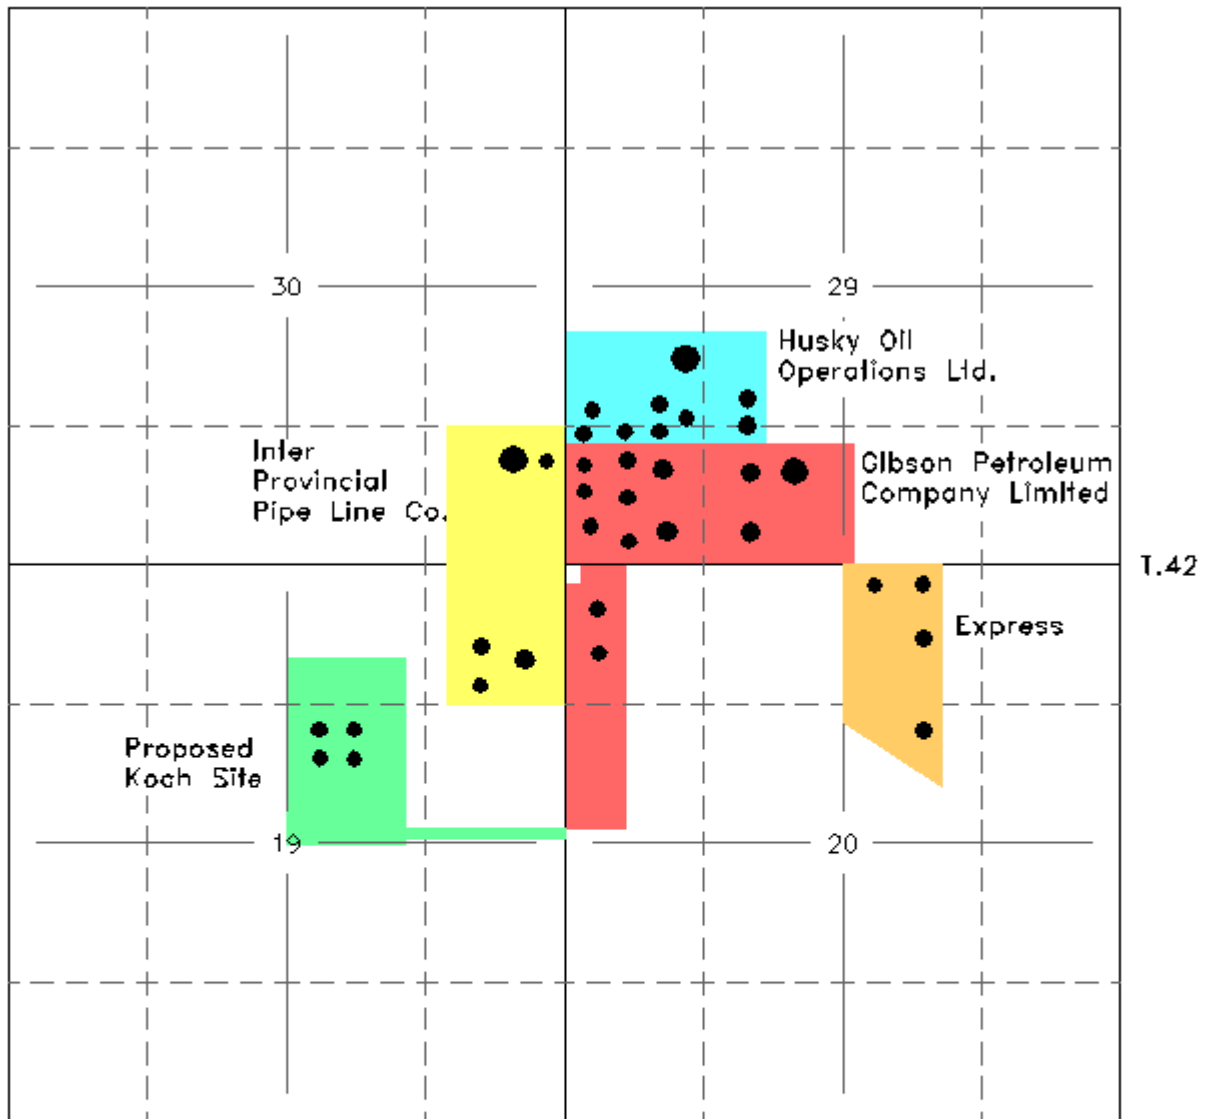 30
29
Husky Oil
Operations Ltd.
Inter
Provincial
Pipe Line Co.
Gibson Petroleum
Company Limited
T.42
Express
Proposed
Koch Site
19
20